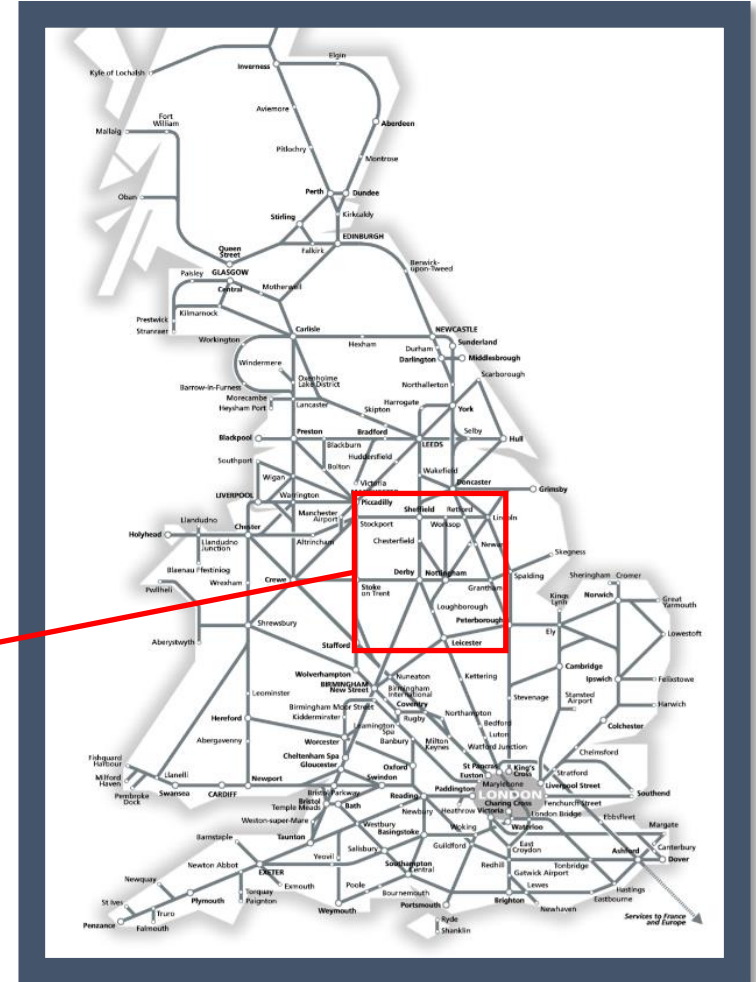 Elgin
Inverness
Kyle of Lochalsh
Aviemore
Fort
William
Aberdeen
Mallaig
Pitlochry
Montrose
Perth
Dundee
Oban
Stirling
Kirkcaldy
EDINBURGH
Queen
Street
Falkirk
Berwick-
upon-Tweed
Paisley
GLASGOW
Central
Motherwell
Prestwick
Kilmarnock
Stranraer
Carlisle
NEWCASTLE
Workington
Hexham
Sunderland
Durham
Darlington
Middlesbrough
Windermere
Scarborough
Oxenholme
Lake District
Barrow-in-Furness
Northallerton
Morecambe
Heysham Port
Lancaster
Harrogate
York
Skipton
Blackpool
Preston
Bradford
Selby
Blackburn
LEEDS
Hull
Huddersfield
Southport
Bolton
Wakefield
Wigan
Victoria
Doncaster
Grimsby
LIVERPOOL
Warrington
Piccadilly
Sheffield
Retford
Manchester
Airport
Stockport
Worksop
Lincoln
Llandudno
Holyhead
Chester
Llandudno
Junction
Altrincham
Chesterfield
Newark
Skegness
Blaenau Ffestiniog
Wrexham
Crewe
Derby
Nottingham
Spalding
Sheringham
Cromer
Pwllheli
Stoke
on Trent
Grantham
Kings
Lynn
Norwich
Great
Yarmouth
Loughborough
Shrewsbury
Peterborough
Ely
Lowestoft
Aberystwyth
Stafford
Leicester
Wolverhampton
Nuneaton
Kettering
Cambridge
BIRMINGHAM
New Street
Birmingham
International
Ipswich
Felixstowe
Leominster
Coventry
Stevenage
Stansted
Airport
Birmingham Moor Street
Rugby
Northampton
Harwich
Hereford
Kidderminster
Leamington
Spa
Bedford
Colchester
Worcester
Banbury
Milton
Keynes
Luton
Abergavenny
Watford Junction
Chelmsford
Cheltenham Spa
Gloucester
Oxford
St Pancras
King's
Cross
Fishguard
Harbour
Euston
Stratford
Milford
Haven
Llanelli
Newport
Swindon
Marylebone
Liverpool Street
Pembroke
Dock
Swansea
CARDIFF
Bristol Parkway
Reading
Paddington
LONDON
Southend
Bristol
Temple Meads
Bath
Charing Cross
Fenchurch Street
Newbury
Heathrow
Victoria
London Bridge
Ebbsfleet
Weston-super-Mare
Westbury
Waterloo
Margate
Barnstaple
Taunton
Basingstoke
Woking
East
Croydon
Canterbury
Yeovil
Salisbury
Guildford
Ashford
Dover
Newton Abbot
Southampton
Central
Redhill
Tonbridge
Newquay
EXETER
Gatwick Airport
Exmouth
Poole
Lewes
Hastings
St Ives
Plymouth
Torquay
Paignton
Bournemouth
Eastbourne
Truro
Weymouth
Portsmouth
Brighton
Newhaven
Penzance
Falmouth
Ryde
Shanklin
Services to France
and Europe